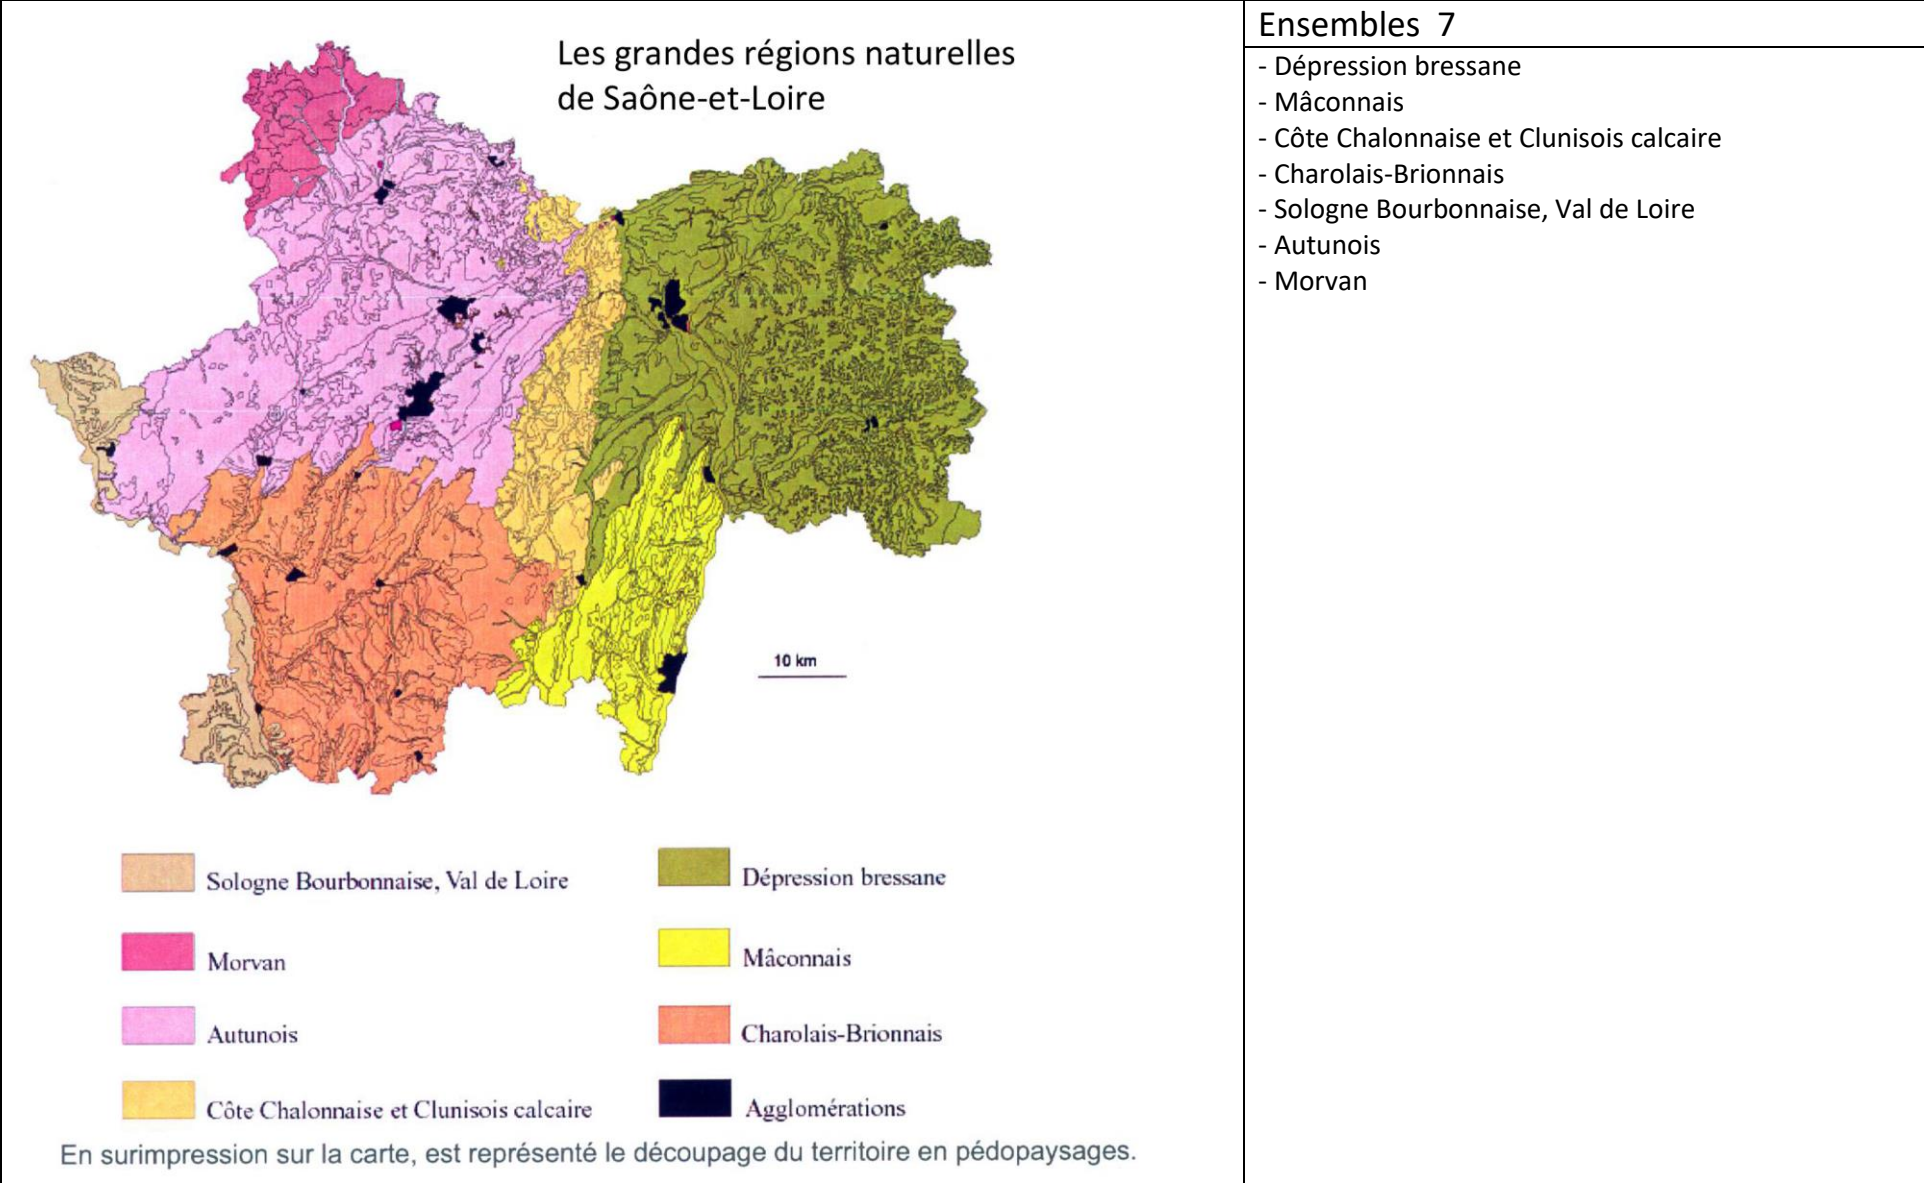 Les grandes régions naturelles
de Saône-et-Loire
10 km
Sologne Bourbonnaise, Val de Loire
Dépression bressane
Morvan
Mâconnais
Autunois
Charolais-Brionnais
Côte Chalonnaise et Clunisois calcaire
Agglomérations
En surimpression sur la carte, est représenté le découpage du territoire en pédopaysages.
Ensembles 7
- Dépression bressane
- Mâconnais
- Côte Chalonnaise et Clunisois calcaire
- Charolais-Brionnais
- Sologne Bourbonnaise, Val de Loire
- Autunois
- Morvan